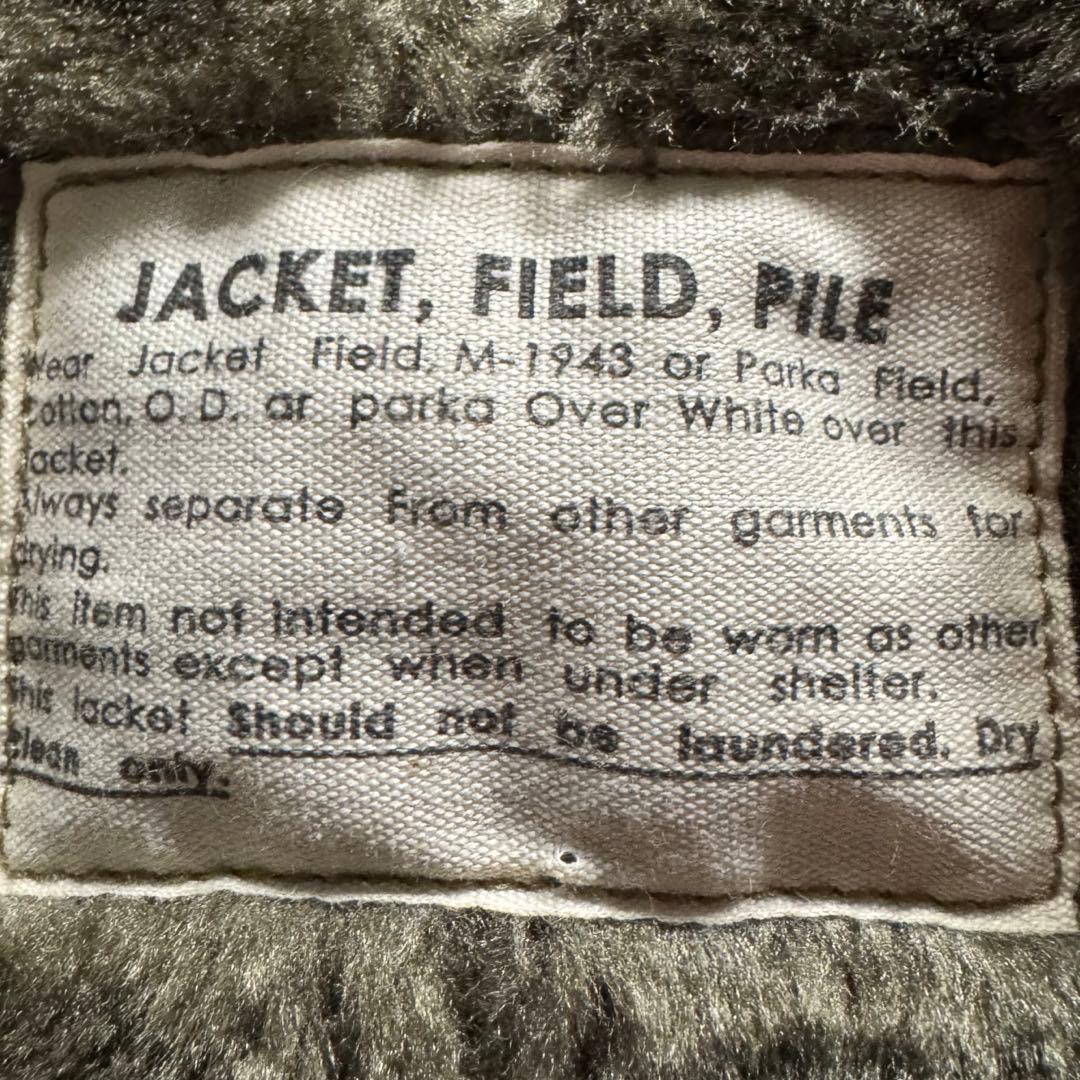 JACKET, FIELD, PILE
Wear Jacket Field. M-1943 or Parka Field.
Cotton, O.D. ar parka Over White over this
Jacket.
Always separate From other garments for
drying.
This item not intended to be worn as other
garments except when under shelter.
This Jacket Should not be laundered. Dry
clean only.